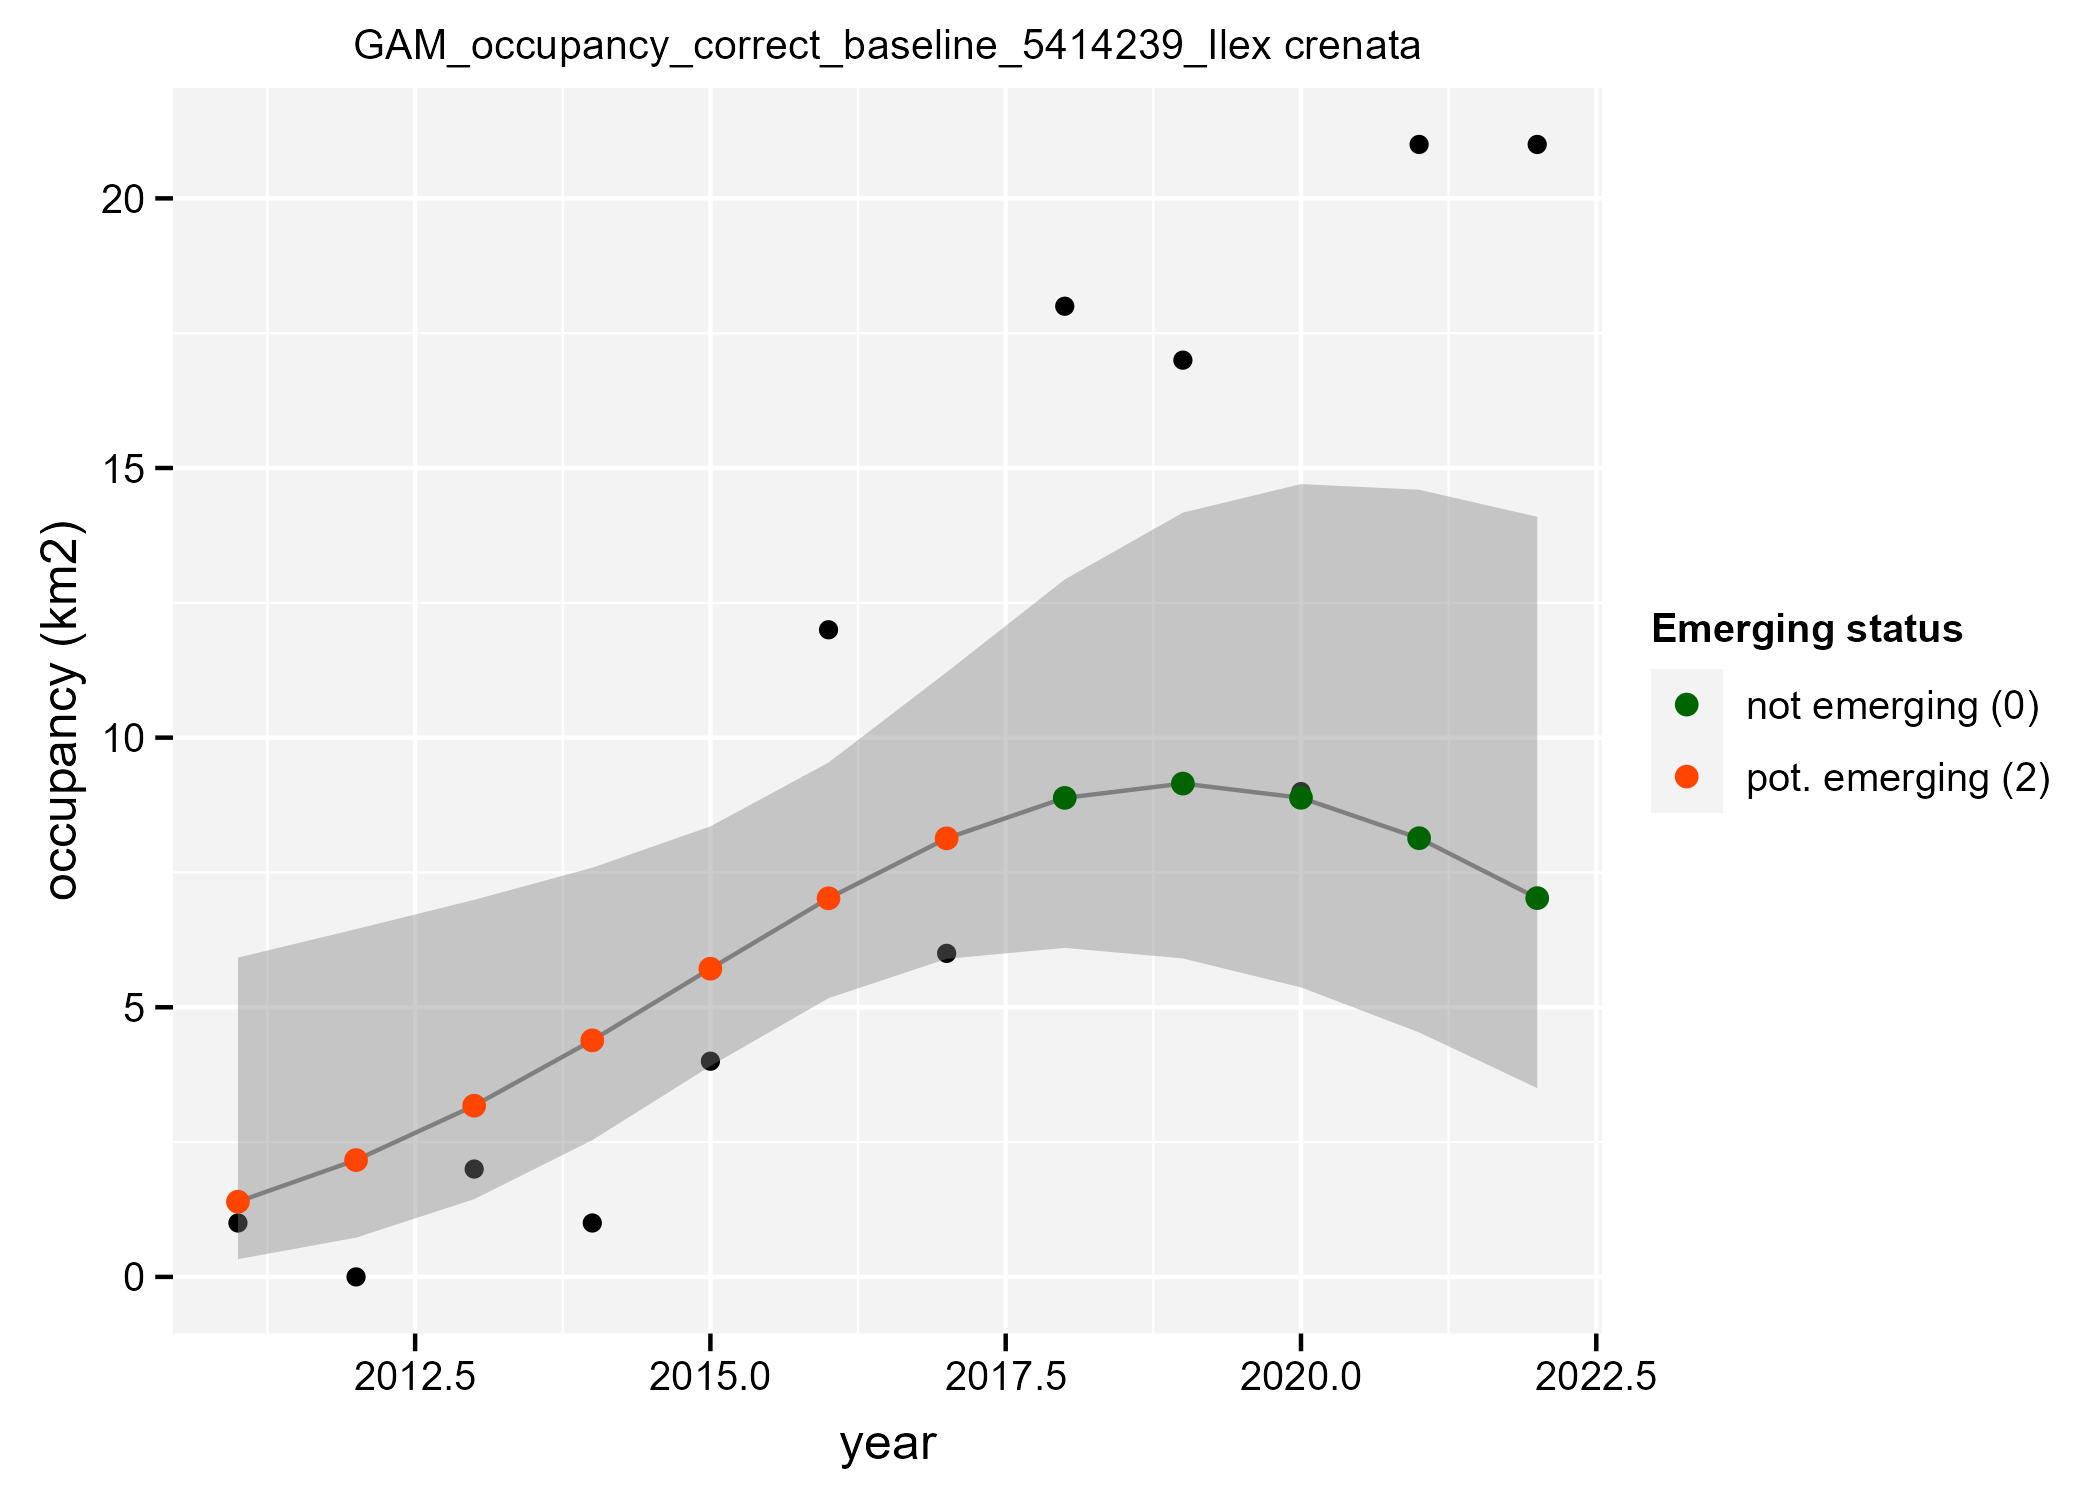 GAM_occupancy_correct_baseline_5414239_Ilex crenata
occupancy (km2)
20
15
10
5
0
2012.5 2015.0 2017.5 2020.0 2022.5
year
Emerging status
not emerging (0)
pot. emerging (2)